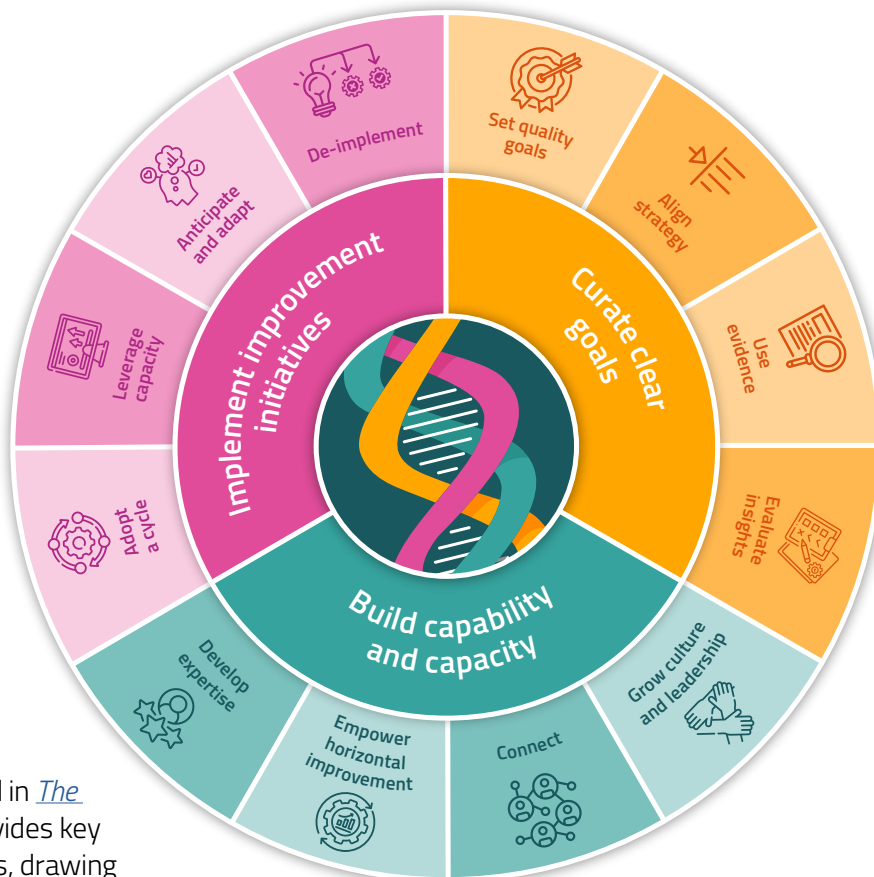 Set quality
goals
Align
strategy
Use
evidence
Evaluate
insights
Grow culture
and leadership
Connect
Empower
horizontal
improvement
Develop
expertise
Adopt
a cycle
Leverage
capacity
Anticipate
and adapt
De-implement
Curate clear
goals
Build capability
and capacity
Implement improvement
initiatives
in The
key
drawing